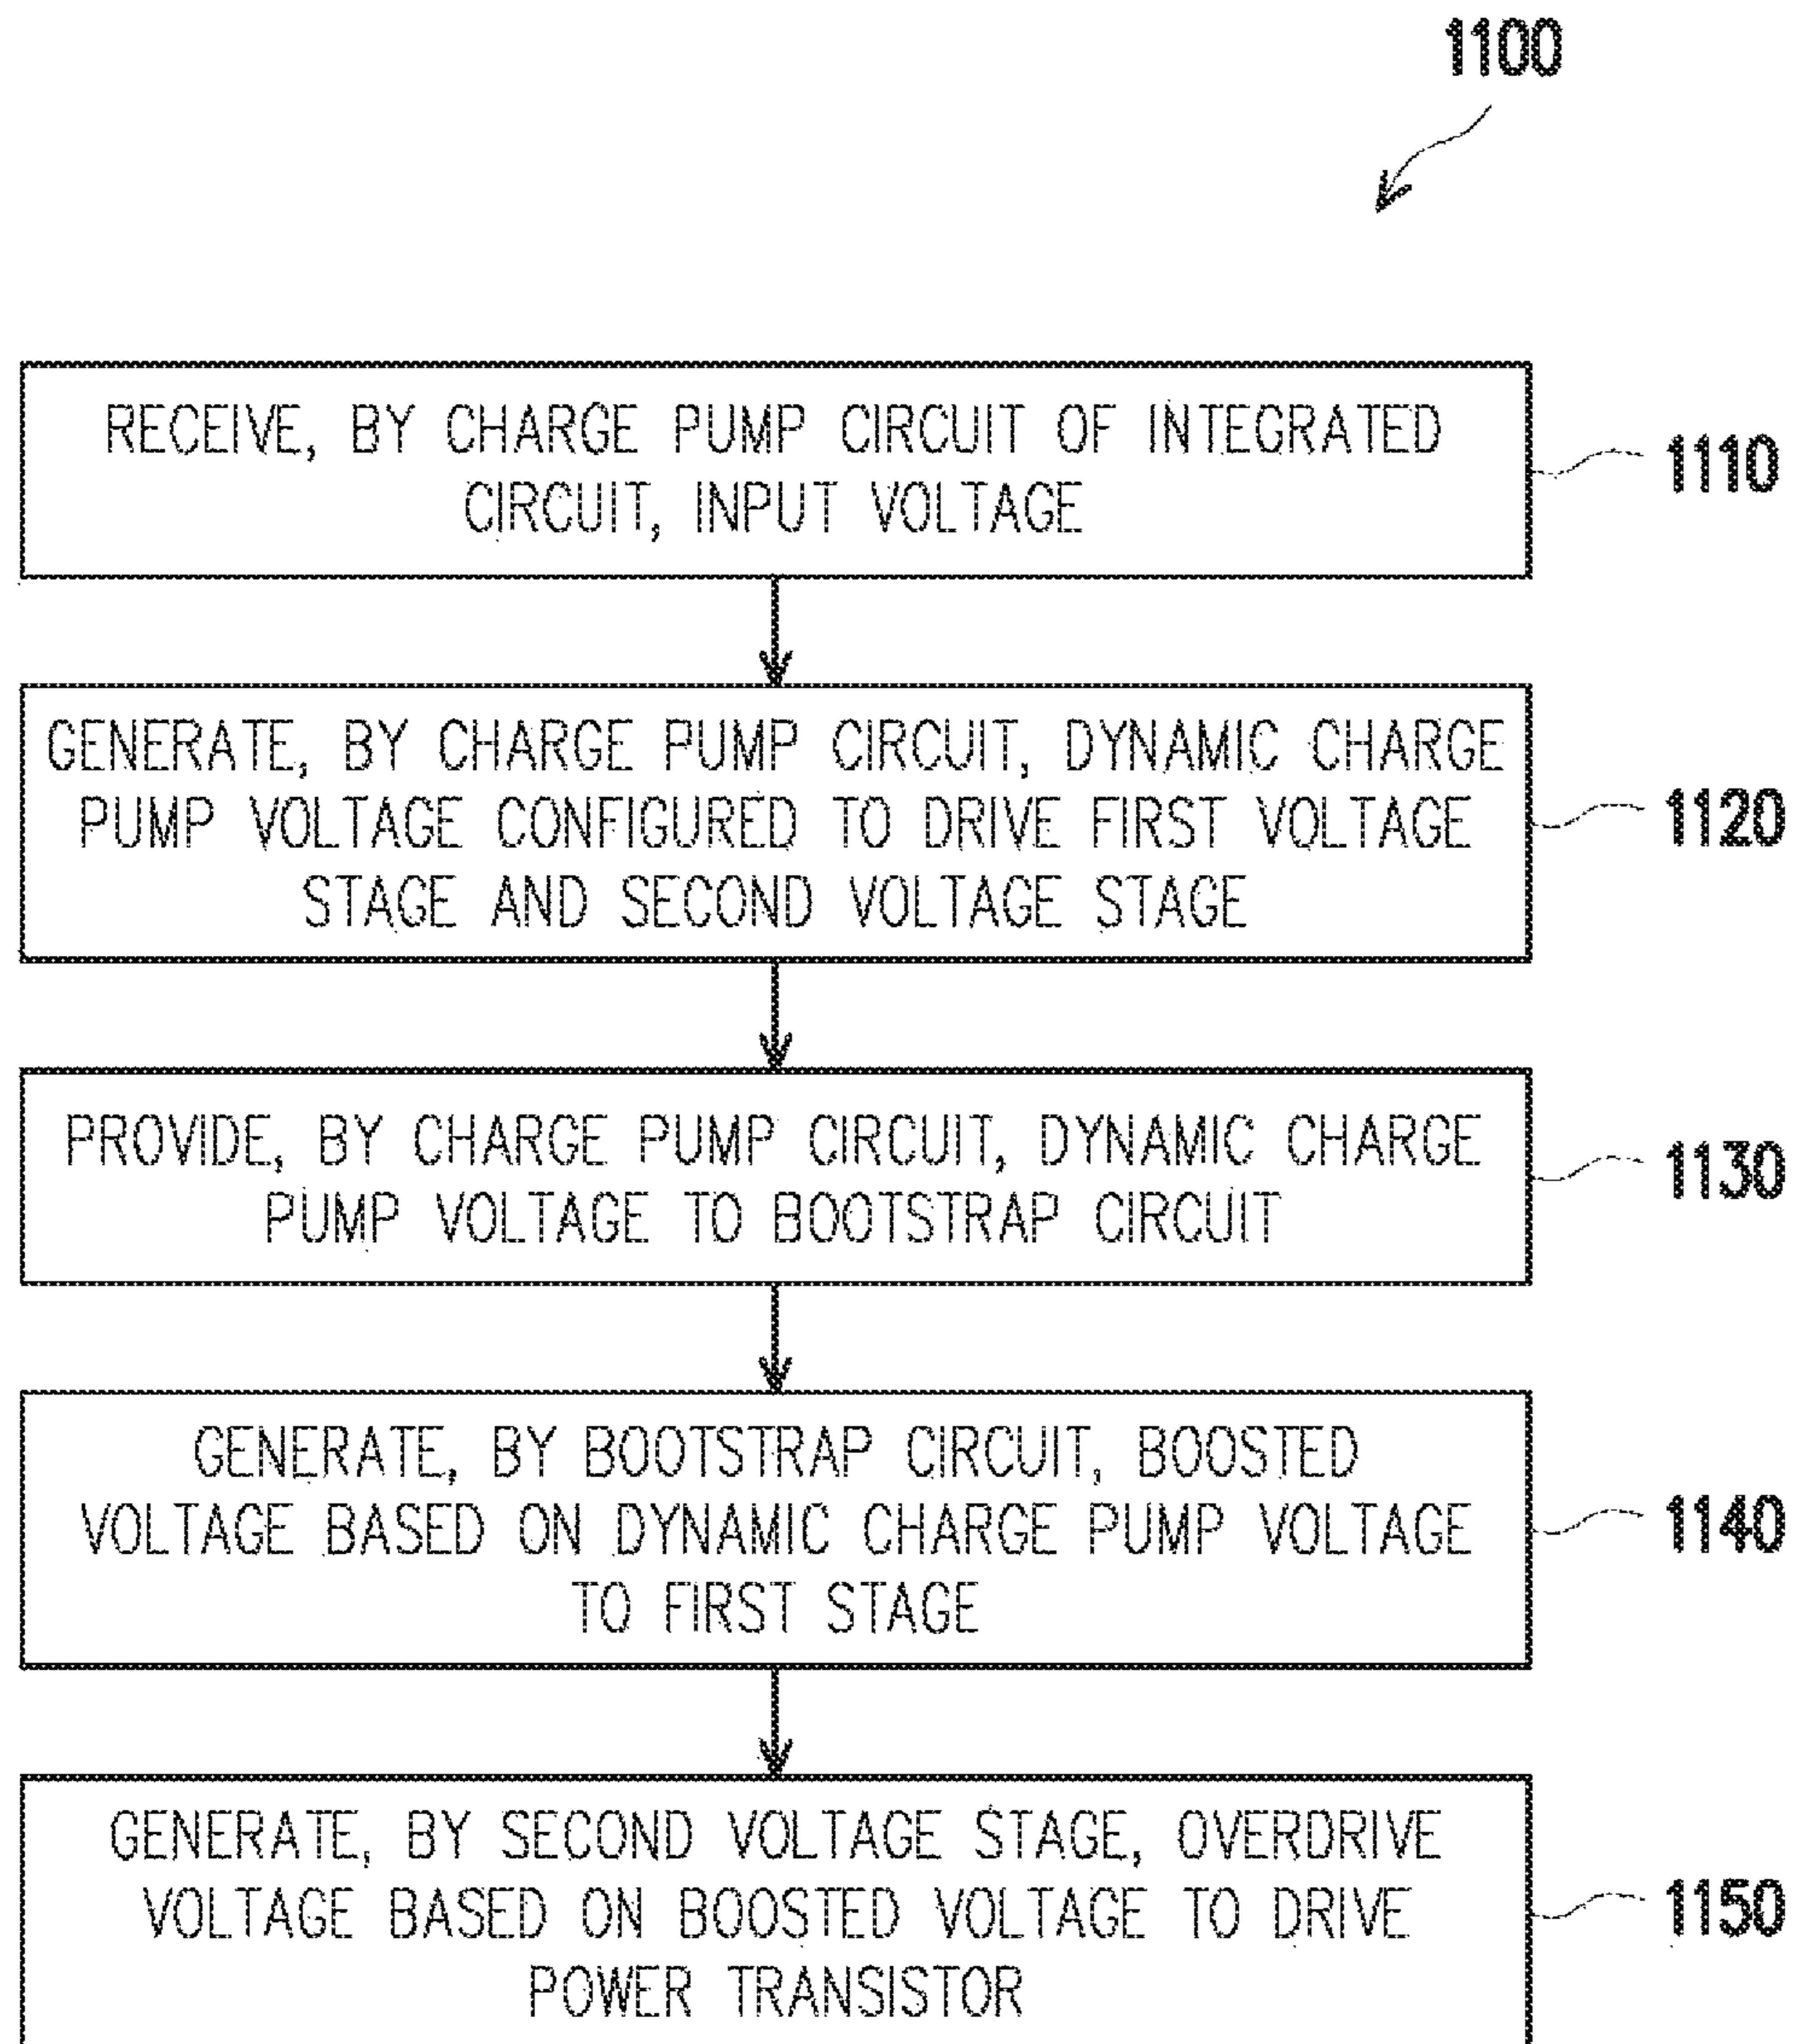 1100
RECEIVE, BY CHARGE PUMP CIRCUIT OF INTEGRATED
CIRCUIT, INPUT VOLTAGE
1110
GENERATE, BY CHARGE PUMP CIRCUIT, DYNAMIC CHARGE
PUMP VOLTAGE CONFIGURED TO DRIVE FIRST VOLTAGE
STAGE AND SECOND VOLTAGE STAGE
1120
PROVIDE, BY CHARGE PUMP CIRCUIT, DYNAMIC CHARGE
PUMP VOLTAGE TO BOOTSTRAP CIRCUIT
1130
GENERATE, BY BOOTSTRAP CIRCUIT, BOOSTED
VOLTAGE BASED ON DYNAMIC CHARGE PUMP VOLTAGE
TO FIRST STAGE
1140
GENERATE, BY SECOND VOLTAGE STAGE, OVERDRIVE
VOLTAGE BASED ON BOOSTED VOLTAGE TO DRIVE
POWER TRANSISTOR
1150